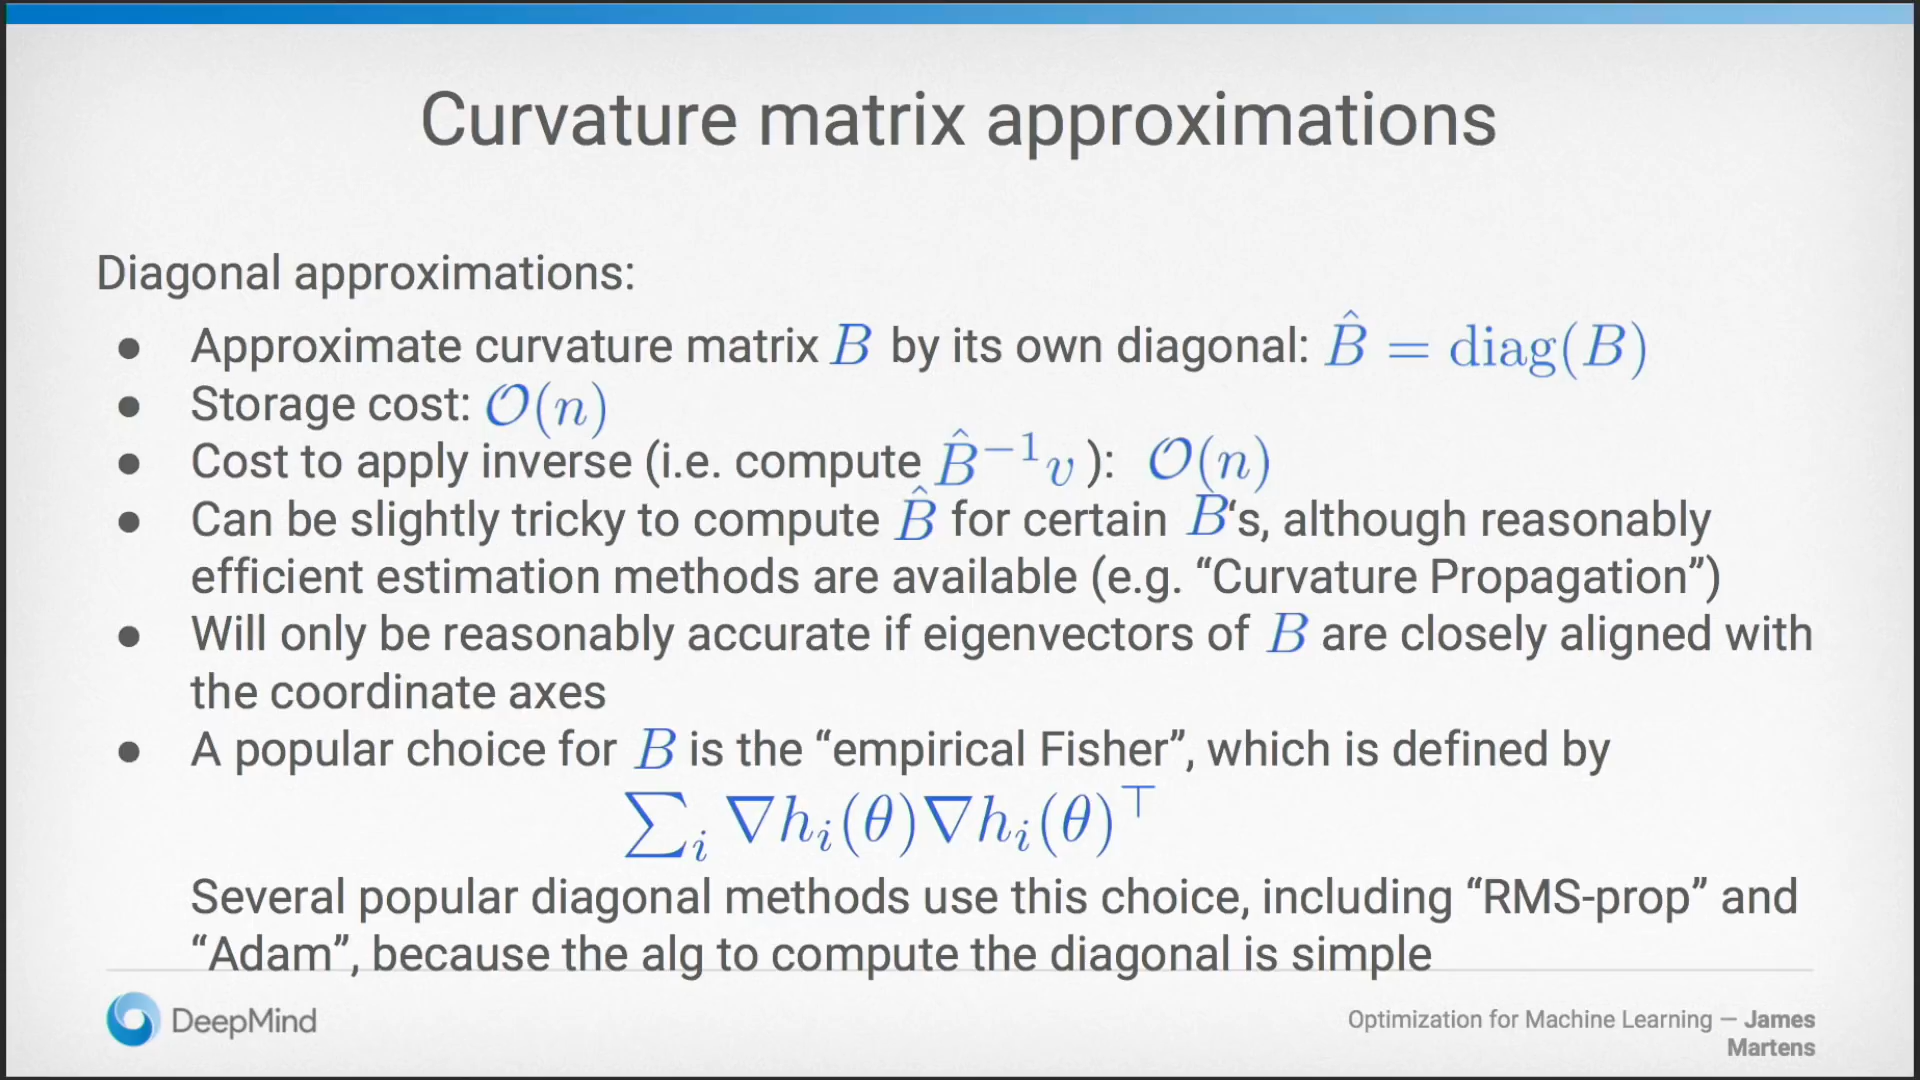 Curvature matrix approximations
Diagonal approximations:
● Approximate curvature matrix B by its own diagonal: B̂ = diag(B)
● Storage cost: 𝒪(n)
● Cost to apply inverse (i.e. compute B̂⁻¹v ): 𝒪(n)
● Can be slightly tricky to compute B̂ for certain B‘s, although reasonably
efficient estimation methods are available (e.g. “Curvature Propagation”)
● Will only be reasonably accurate if eigenvectors of B are closely aligned with
the coordinate axes
● A popular choice for B is the “empirical Fisher”, which is defined by
∑ᵢ ∇hᵢ(θ)∇hᵢ(θ)⊤
Several popular diagonal methods use this choice, including “RMS-prop” and
“Adam”, because the alg to compute the diagonal is simple
DeepMind
Optimization for Machine Learning — James
Martens